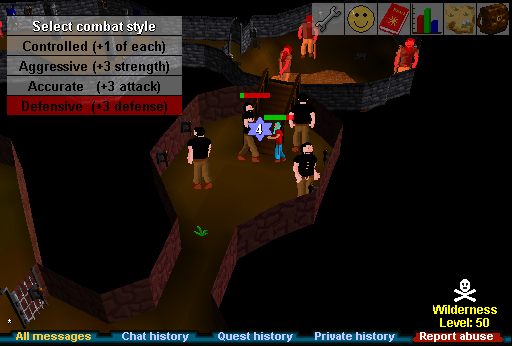 Select combat style
Controlled (+1 of each)
Aggressive (+3 strength)
Accurate (+3 attack)
Defensive (+3 defense)
4
Wilderness
Level: 50
*
All messages
Chat history
Quest history
Private history
Report abuse